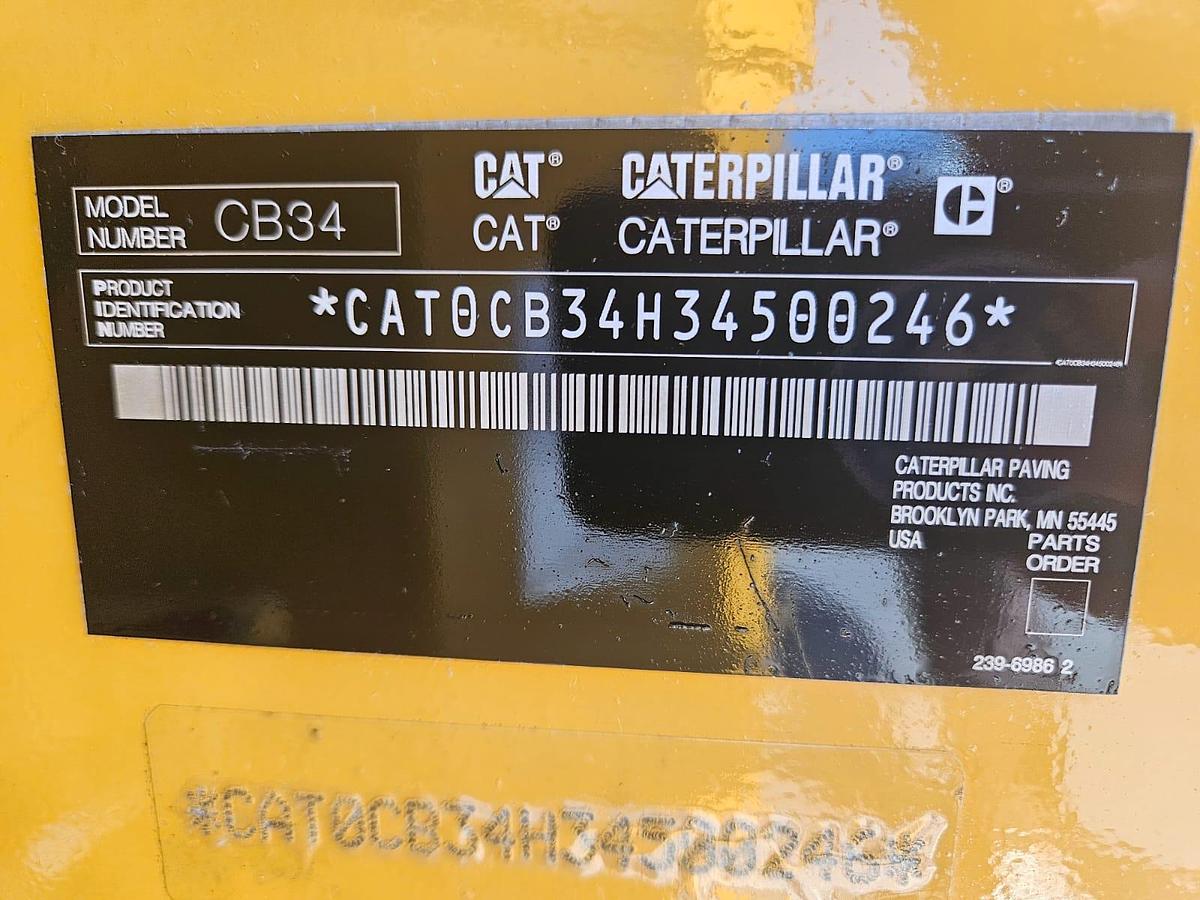 CAT® CATERPILLAR®
CAT® CATERPILLAR®
C®
MODEL
NUMBER
CB34
PRODUCT
IDENTIFICATION
NUMBER
*CAT0CB34H34500246*
*CAT0CB34H34500246*
CATERPILLAR PAVING
PRODUCTS INC.
BROOKLYN PARK, MN 55445
USA
PARTS
ORDER
239-6986 2
*CAT0CB34H34500246*